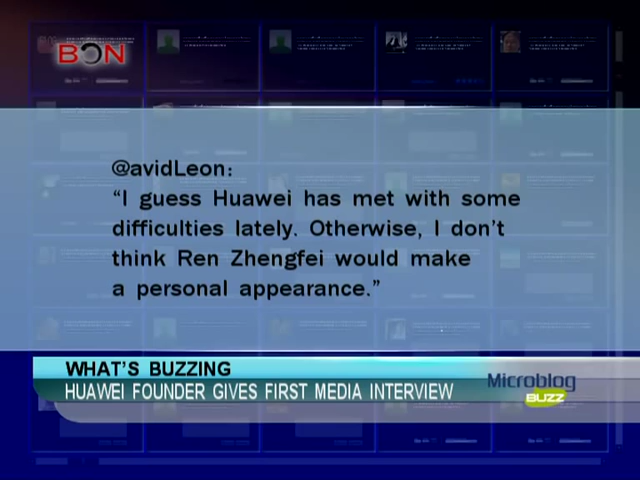 BON
@avidLeon:
“I guess Huawei has met with some
difficulties lately. Otherwise, I don’t
think Ren Zhengfei would make
a personal appearance.”
WHAT’S BUZZING
HUAWEI FOUNDER GIVES FIRST MEDIA INTERVIEW
Microblog
BUZZ